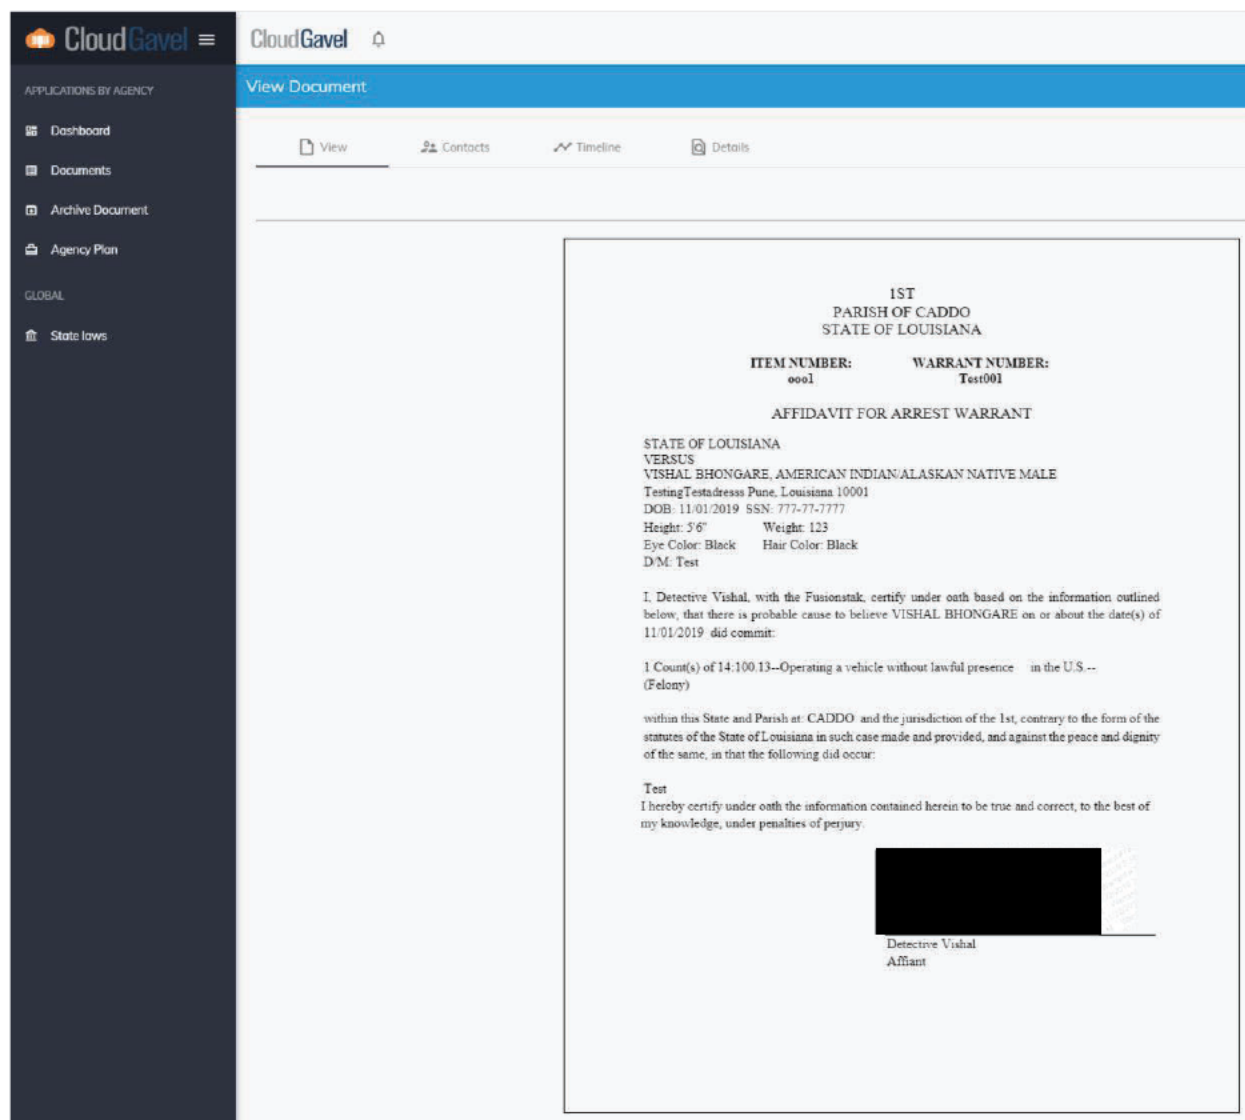 CloudGavel
CloudGavel
APPLICATIONS BY AGENCY
View Document
Dashboard
Documents
Archive Document
Agency Plan
GLOBAL
State laws
View Contacts Timeline Details
1ST
PARISH OF CADDO
STATE OF LOUISIANA
ITEM NUMBER: WARRANT NUMBER:
ooo1 Test001
AFFIDAVIT FOR ARREST WARRANT
STATE OF LOUISIANA
VERSUS
VISHAL BHONGARE, AMERICAN INDIAN/ALASKAN NATIVE MALE
TestingTestadresss Pune, Louisiana 10001
DOB: 11/01/2019 SSN: 777-77-7777
Height: 5'6" Weight: 123
Eye Color: Black Hair Color: Black
D/M: Test
I, Detective Vishal, with the Fusionstak, certify under oath based on the information outlined
below, that there is probable cause to believe VISHAL BHONGARE on or about the date(s) of
11/01/2019 did commit:
1 Count(s) of 14:100.13--Operating a vehicle without lawful presence in the U.S.--
(Felony)
within this State and Parish at: CADDO and the jurisdiction of the 1st, contrary to the form of the
statutes of the State of Louisiana in such case made and provided, and against the peace and dignity
of the same, in that the following did occur:
Test
I hereby certify under oath the information contained herein to be true and correct, to the best of
my knowledge, under penalties of perjury.
Detective Vishal
Affiant